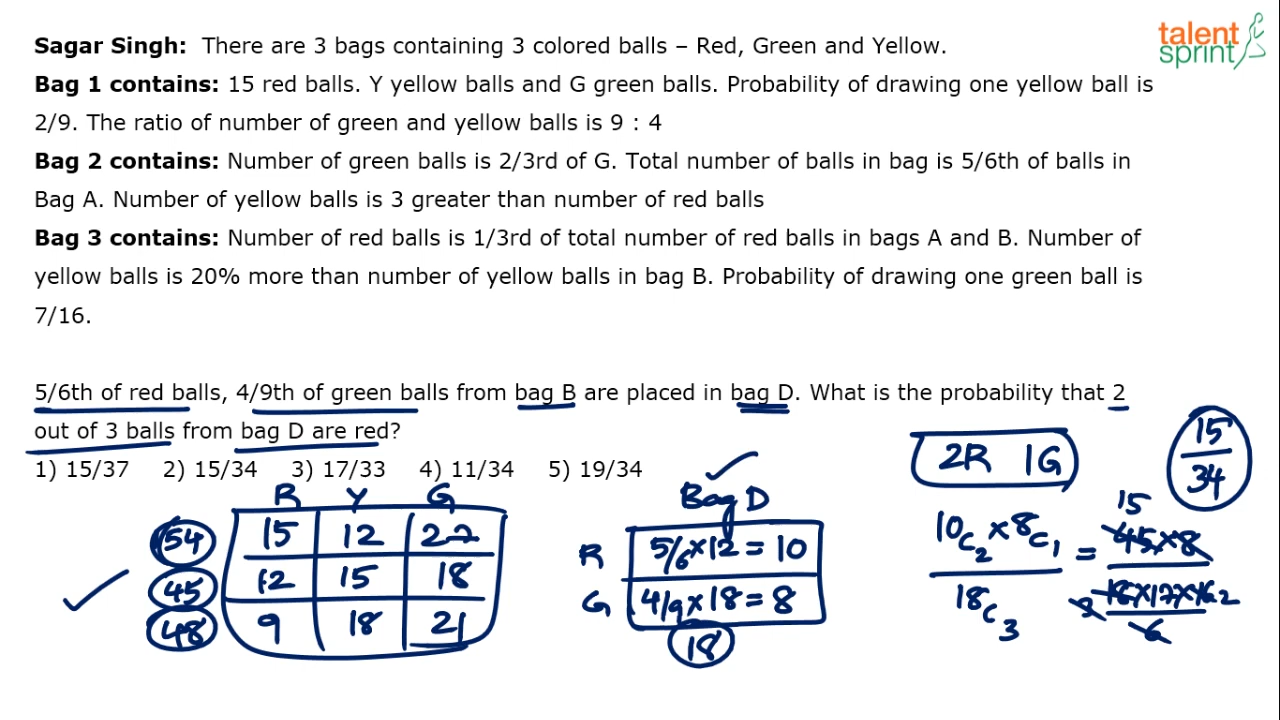 talent
sprint
Sagar Singh: There are 3 bags containing 3 colored balls – Red, Green and Yellow.
Bag 1 contains: 15 red balls. Y yellow balls and G green balls. Probability of drawing one yellow ball is
2/9. The ratio of number of green and yellow balls is 9 : 4
Bag 2 contains: Number of green balls is 2/3rd of G. Total number of balls in bag is 5/6th of balls in
Bag A. Number of yellow balls is 3 greater than number of red balls
Bag 3 contains: Number of red balls is 1/3rd of total number of red balls in bags A and B. Number of
yellow balls is 20% more than number of yellow balls in bag B. Probability of drawing one green ball is
7/16.
5/6th of red balls, 4/9th of green balls from bag B are placed in bag D. What is the probability that 2
out of 3 balls from bag D are red?
1) 15/37 2) 15/34 3) 17/33 4) 11/34 5) 19/34
R Y G
54 15 12 27
45 12 15 18
48 9 18 21
Bag D
R 5/6×12 = 10
G 4/9×18 = 8
18
2R 1G
15/34
15
10C2 × 8C1 = 45×8
18C3 18×17×16 2
3 6